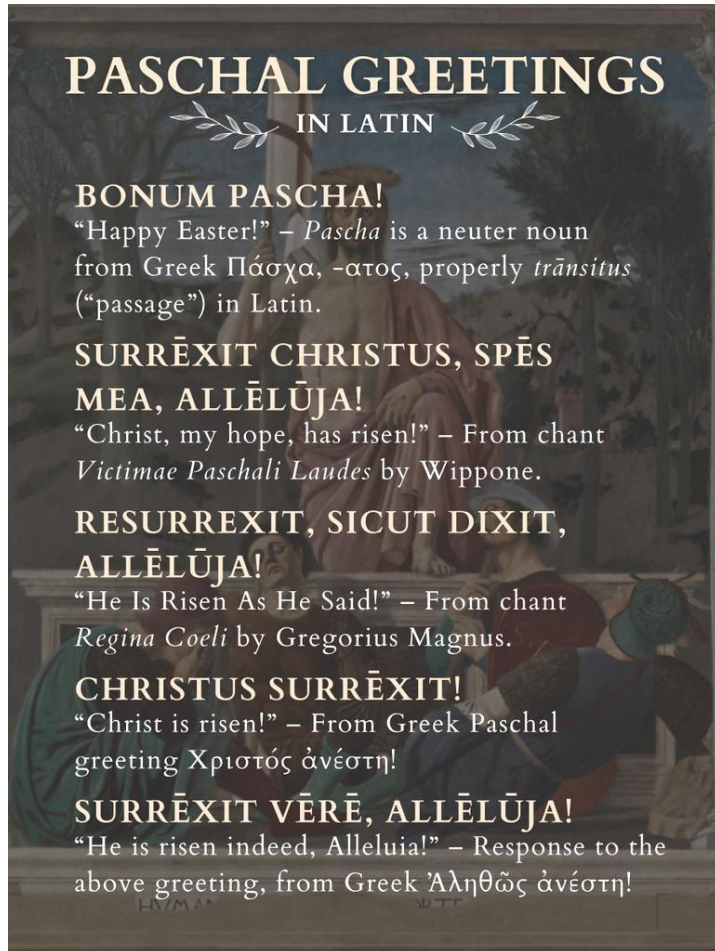 PASCHAL GREETINGS
IN LATIN
BONUM PASCHA!
“Happy Easter!” – Pascha is a neuter noun
from Greek Πάσχα, -ατος, properly trānsitus
(“passage”) in Latin.
SURRĒXIT CHRISTUS, SPĒS
MEA, ALLĒLŪJA!
“Christ, my hope, has risen!” – From chant
Victimae Paschali Laudes by Wippone.
RESURREXIT, SICUT DIXIT,
ALLĒLŪJA!
“He Is Risen As He Said!” – From chant
Regina Coeli by Gregorius Magnus.
CHRISTUS SURRĒXIT!
“Christ is risen!” – From Greek Paschal
greeting Χριστός ἀνέστη!
SURRĒXIT VĒRĒ, ALLĒLŪJA!
“He is risen indeed, Alleluia!” – Response to the
above greeting, from Greek Ἀληθῶς ἀνέστη!